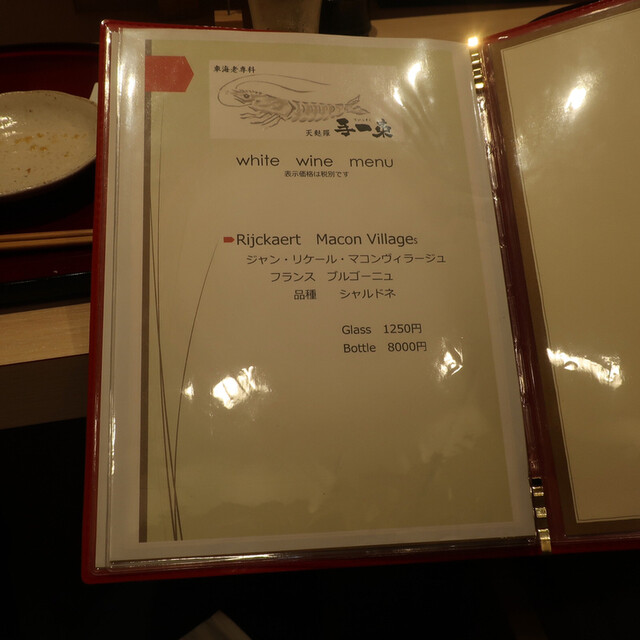 車海老専科
天麩羅
white wine menu
表示価格は税別です
Rijckaert Macon Villages
ジャン・リケール・マコンヴィラージュ
フランス ブルゴーニュ
品種 シャルドネ
Glass 1250円
Bottle 8000円